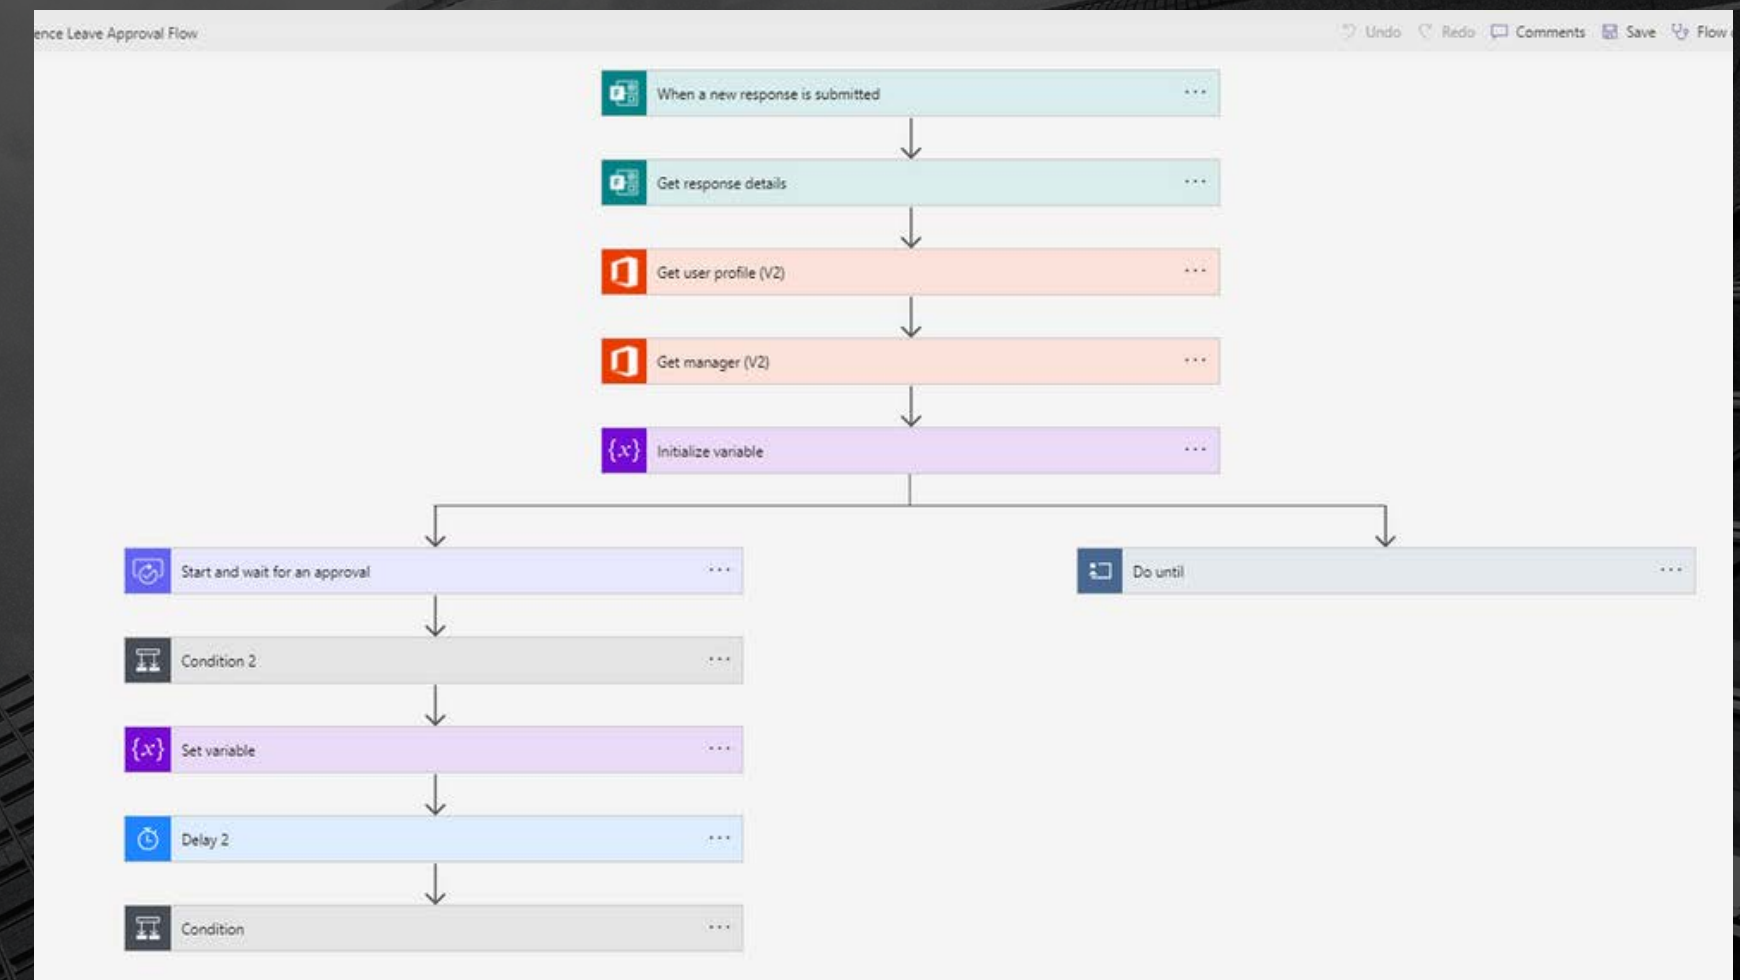 ence Leave Approval Flow
Undo Redo Comments Save Flow
When a new response is submitted
Get response details
Get user profile (V2)
Get manager (V2)
{x} Initialize variable
Start and wait for an approval
Do until
Condition 2
{x} Set variable
Delay 2
Condition